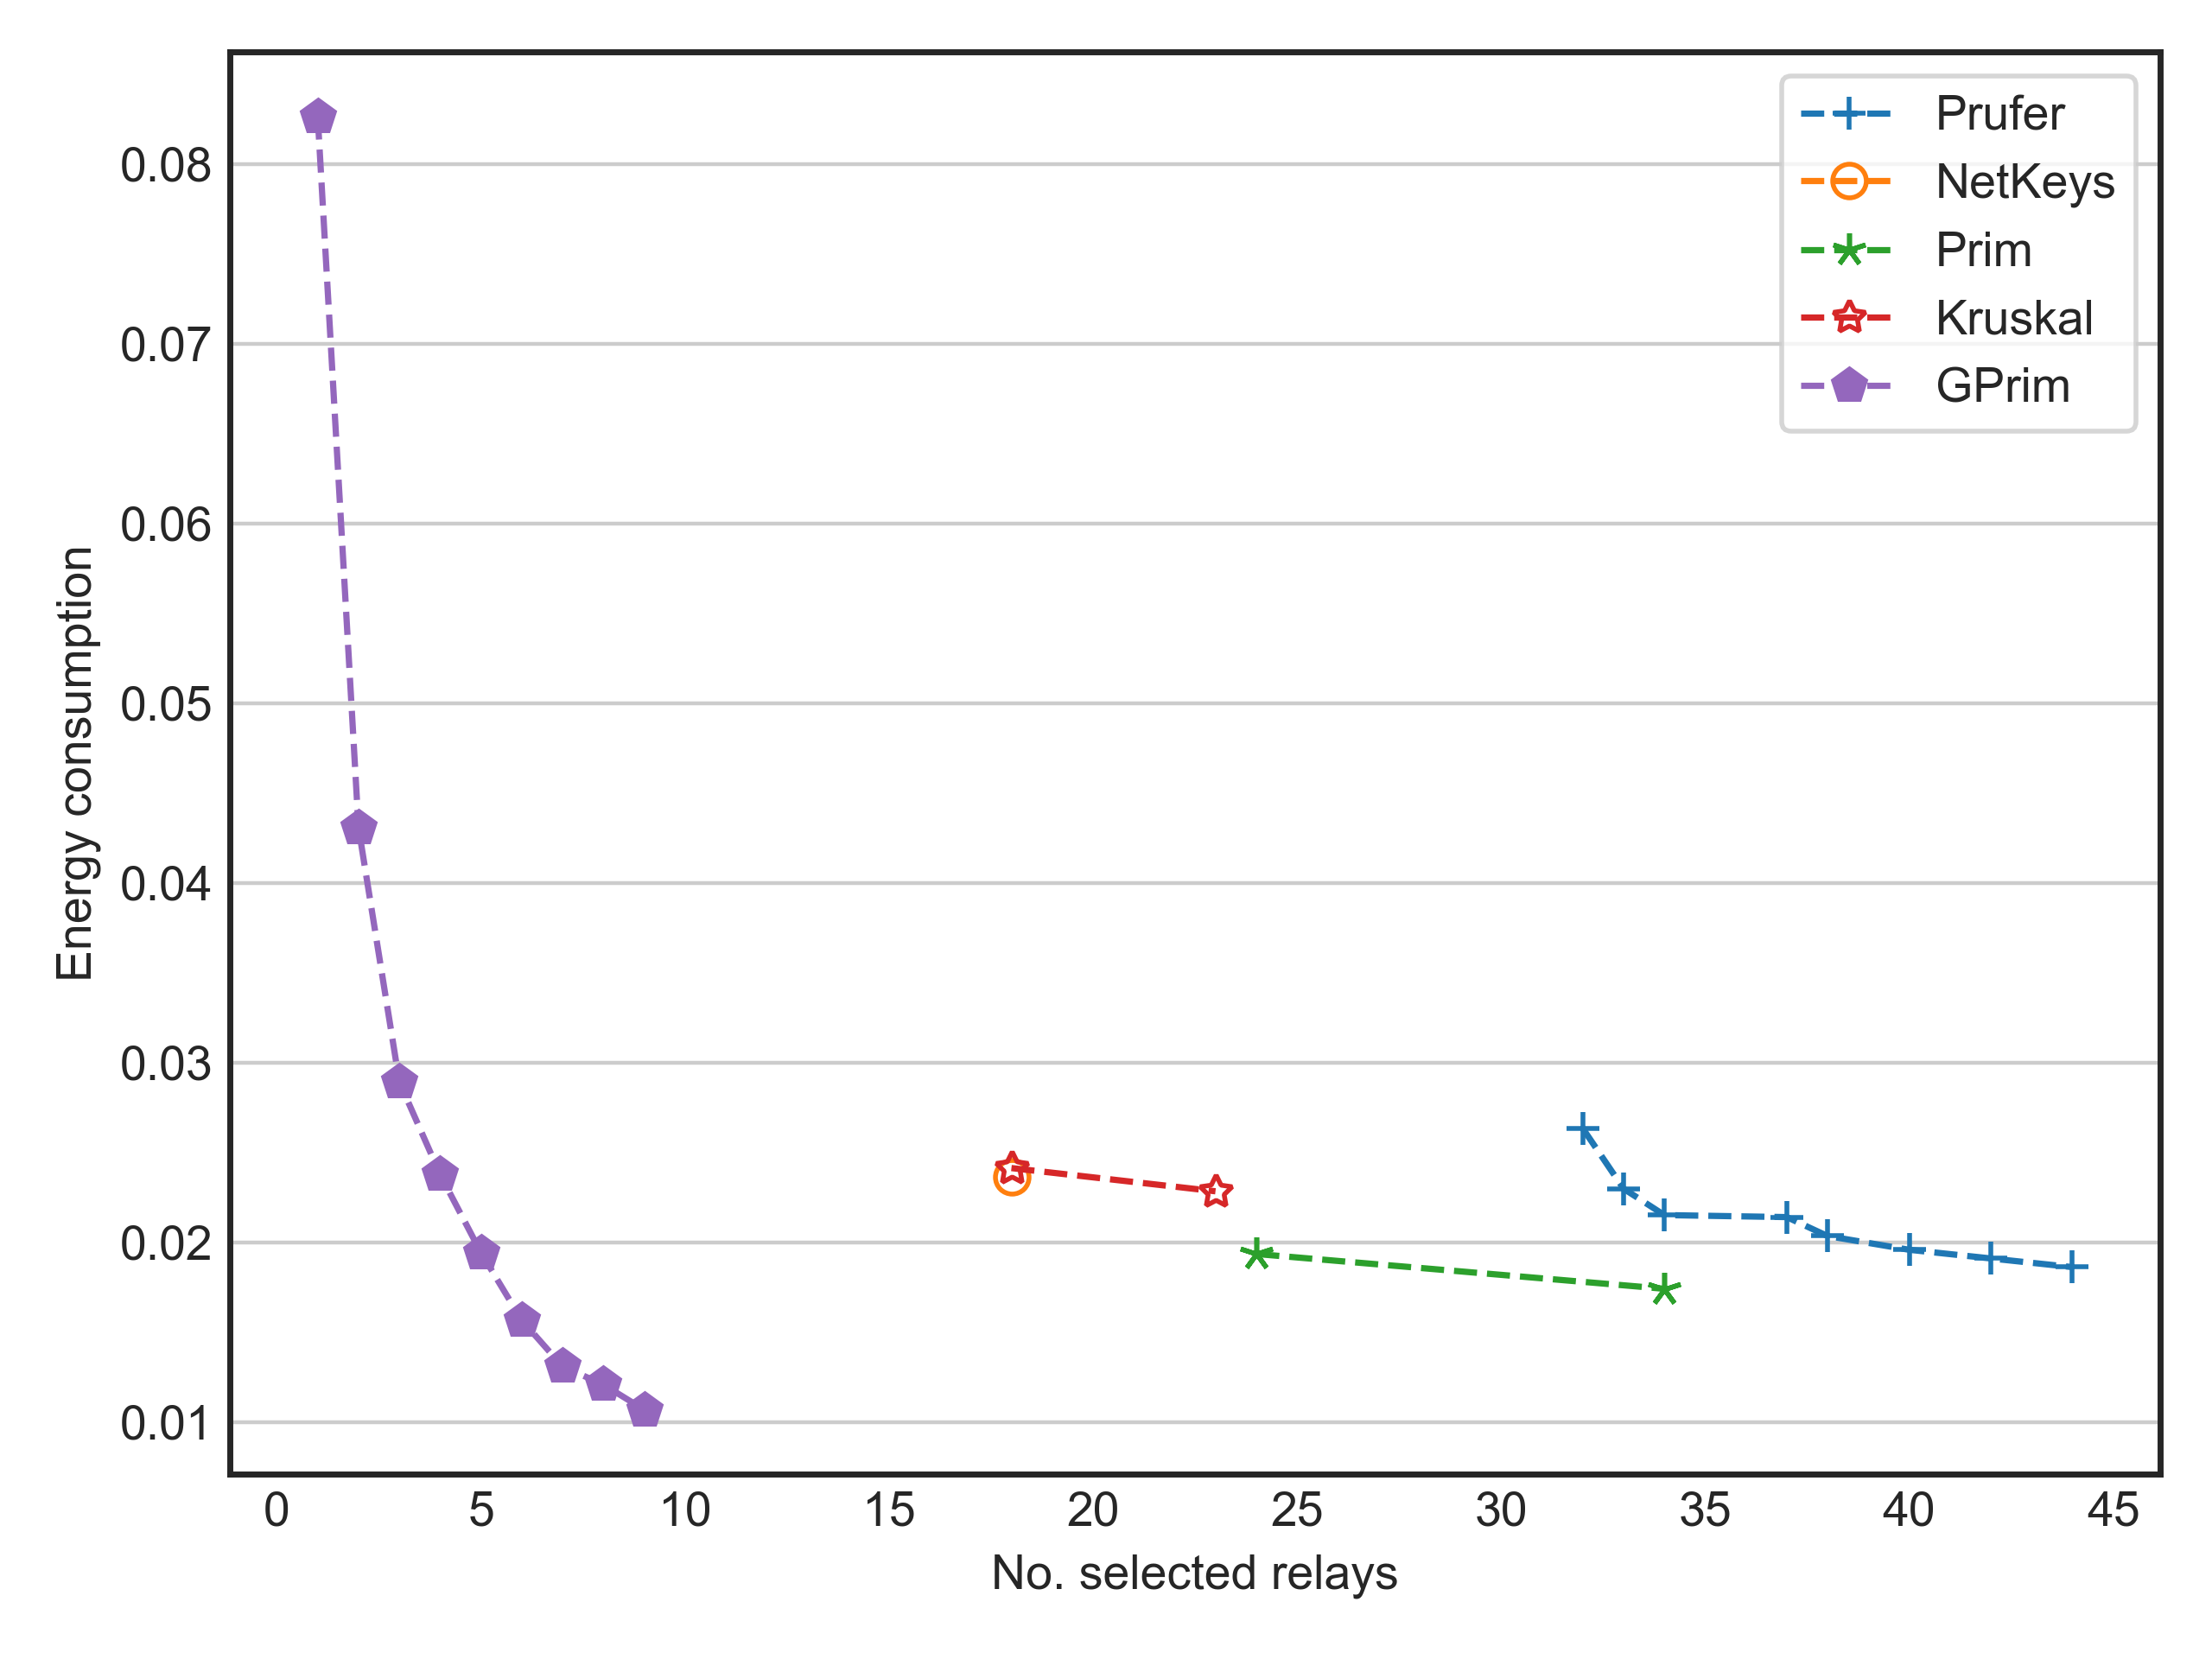 Prufer
NetKeys
Prim
Kruskal
GPrim
0.08
0.07
0.06
0.05
0.04
0.03
0.02
0.01
Energy consumption
0 5 10 15 20 25 30 35 40 45
No. selected relays